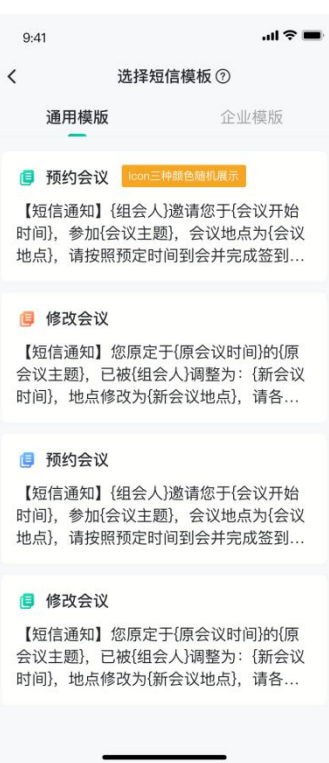 9:41
选择短信模板?
通用模版 企业模版
预约会议 icon三种颜色随机展示
【短信通知】{组会人}邀请您于{会议开始
时间}，参加{会议主题}，会议地点为{会议
地点}，请按照预定时间到会并完成签到...
修改会议
【短信通知】您原定于{原会议时间}的{原
会议主题}，已被{组会人}调整为：{新会议
时间}，地点修改为{新会议地点}，请各...
预约会议
【短信通知】{组会人}邀请您于{会议开始
时间}，参加{会议主题}，会议地点为{会议
地点}，请按照预定时间到会并完成签到...
修改会议
【短信通知】您原定于{原会议时间}的{原
会议主题}，已被{组会人}调整为：{新会议
时间}，地点修改为{新会议地点}，请各...